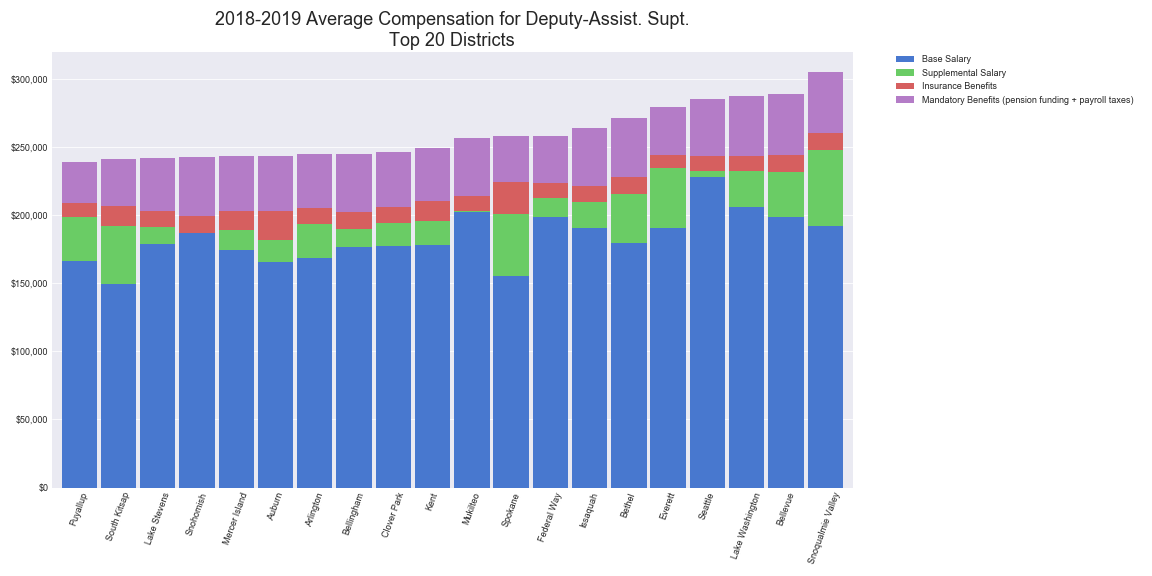 2018-2019 Average Compensation for Deputy-Assist. Supt.
Top 20 Districts
Base Salary
Supplemental Salary
Insurance Benefits
Mandatory Benefits (pension funding + payroll taxes)
$300,000
$250,000
$200,000
$150,000
$100,000
$50,000
$0
Puyallup
South Kitsap
Lake Stevens
Snohomish
Mercer Island
Auburn
Arlington
Bellingham
Clover Park
Kent
Mukilteo
Spokane
Federal Way
Issaquah
Bethel
Everett
Seattle
Lake Washington
Bellevue
Snoqualmie Valley